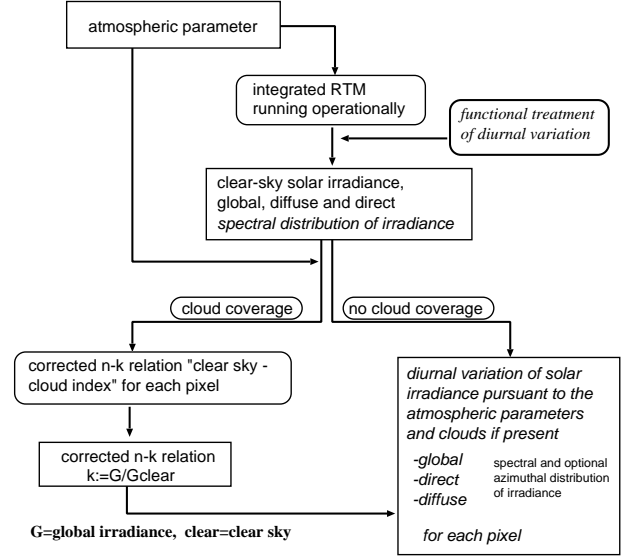 atmospheric parameter
integrated RTM
running operationally
functional treatment
of diurnal variation
clear-sky solar irradiance,
global, diffuse and direct
spectral distribution of irradiance
cloud coverage
no cloud coverage
corrected n-k relation "clear sky -
cloud index" for each pixel
corrected n-k relation
k:=G/Gclear
G=global irradiance, clear=clear sky
diurnal variation of solar
irradiance pursuant to the
atmospheric parameters
and clouds if present
-global
-direct
-diffuse
spectral and optional
azimuthal distribution
of irradiance
for each pixel